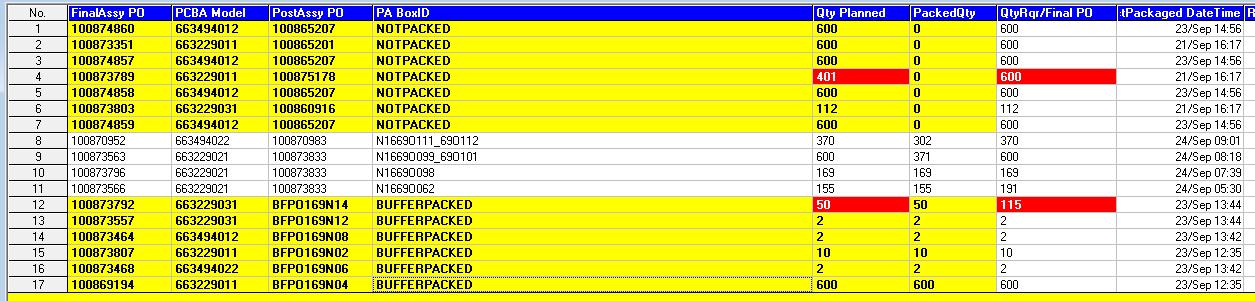 No. FinalAssy PO PCBA Model PostAssy PO PA BoxID Qty Planned PackedQty QtyRqr/Final PO :tPackaged DateTime R
1 100874860 663494012 100865207 NOTPACKED 600 0 600 23/Sep 14:56
2 100873351 663229011 100865201 NOTPACKED 600 0 600 21/Sep 16:17
3 100874857 663494012 100865207 NOTPACKED 600 0 600 23/Sep 14:56
4 100873789 663229011 100875178 NOTPACKED 401 0 600 21/Sep 16:17
5 100874858 663494012 100865207 NOTPACKED 600 0 600 23/Sep 14:56
6 100873803 663229031 100860916 NOTPACKED 112 0 112 21/Sep 16:17
7 100874859 663494012 100865207 NOTPACKED 600 0 600 23/Sep 14:56
8 100870952 663494022 100870983 N1669O111_69O112 370 302 370 24/Sep 09:01
9 100873563 663229021 100873833 N1669O099_69O101 600 371 600 24/Sep 08:18
10 100873796 663229021 100873833 N1669O098 169 169 169 24/Sep 07:39
11 100873566 663229021 100873833 N1669O062 155 155 191 24/Sep 05:30
12 100873792 663229031 BFPO169N14 BUFFERPACKED 50 50 115 23/Sep 13:44
13 100873557 663229031 BFPO169N12 BUFFERPACKED 2 2 2 23/Sep 13:44
14 100873464 663494012 BFPO169N08 BUFFERPACKED 2 2 2 23/Sep 13:42
15 100873807 663229011 BFPO169N02 BUFFERPACKED 10 10 10 23/Sep 12:35
16 100873468 663494022 BFPO169N06 BUFFERPACKED 2 2 2 23/Sep 13:42
17 100869194 663229011 BFPO169N04 BUFFERPACKED 600 600 600 23/Sep 12:35